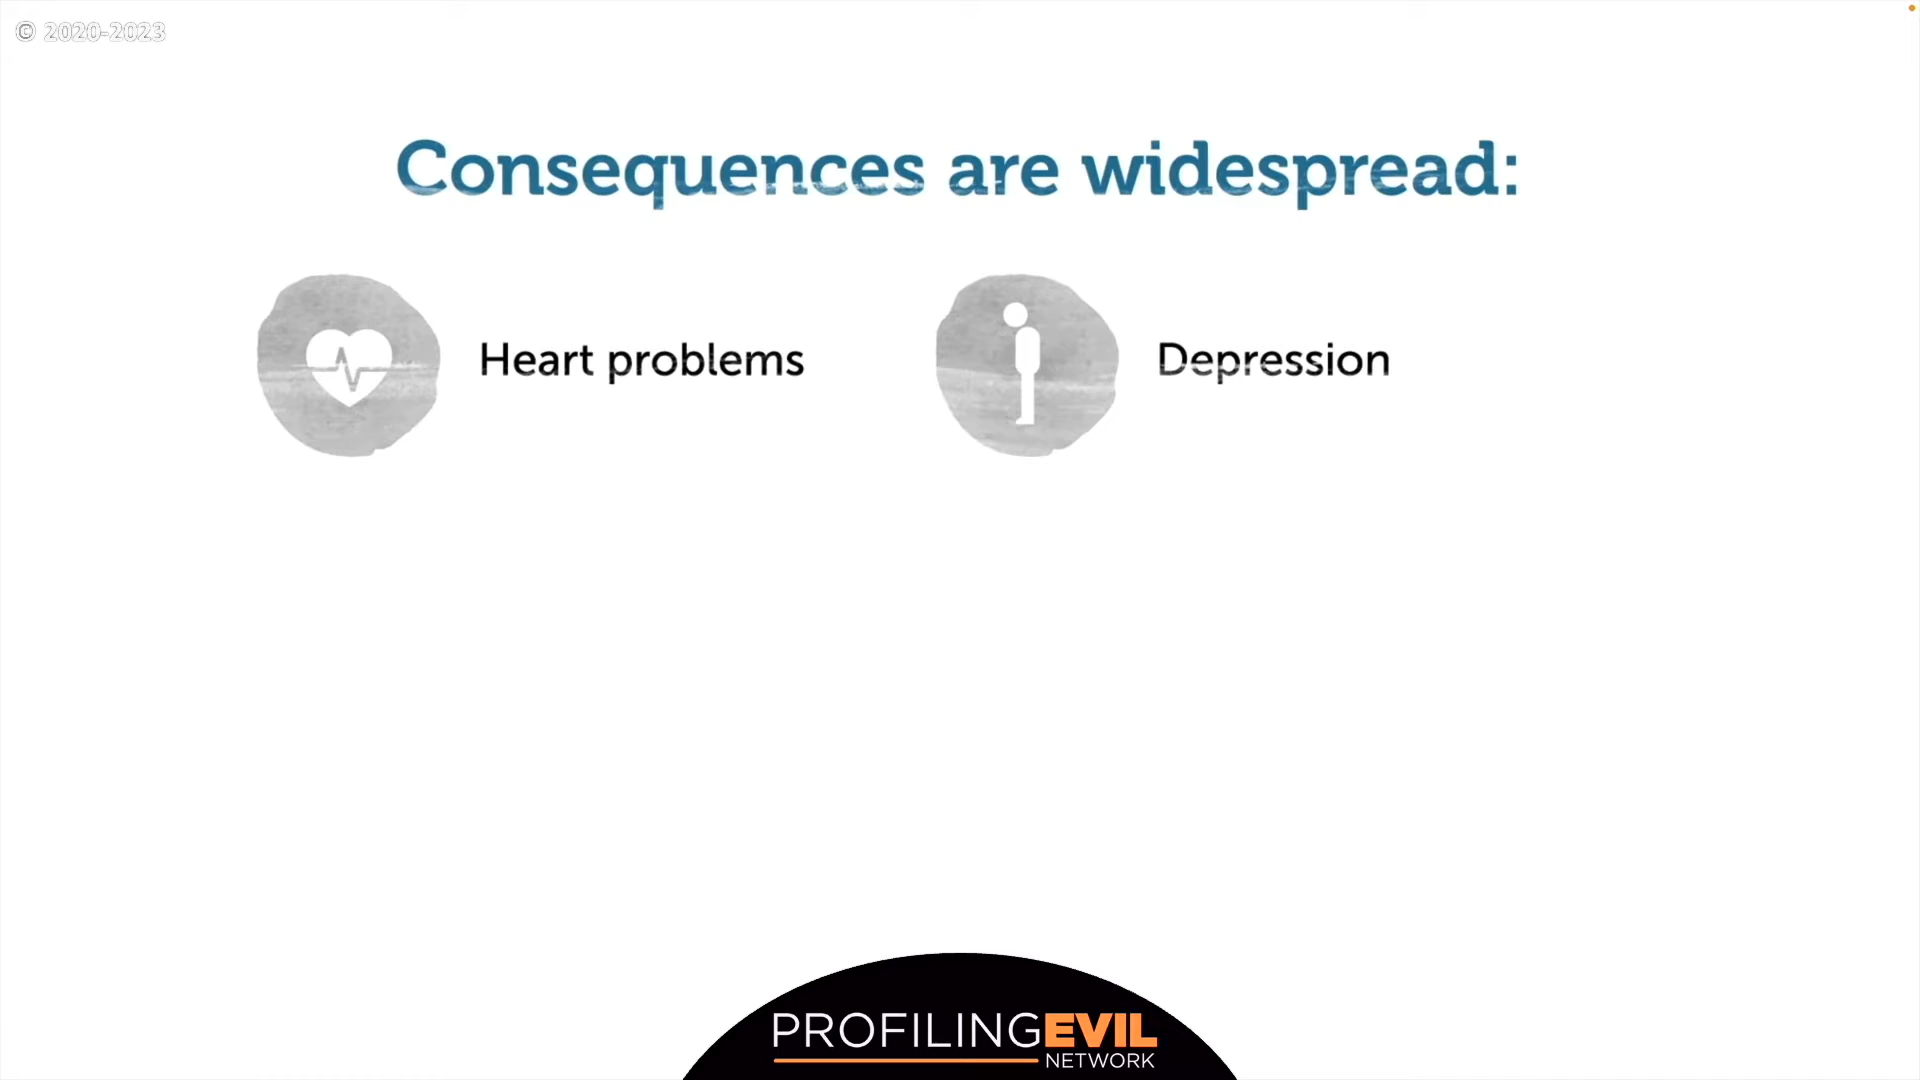 © 2020-2023
Consequences are widespread:
Heart problems
Depression
PROFILINGEVIL
NETWORK